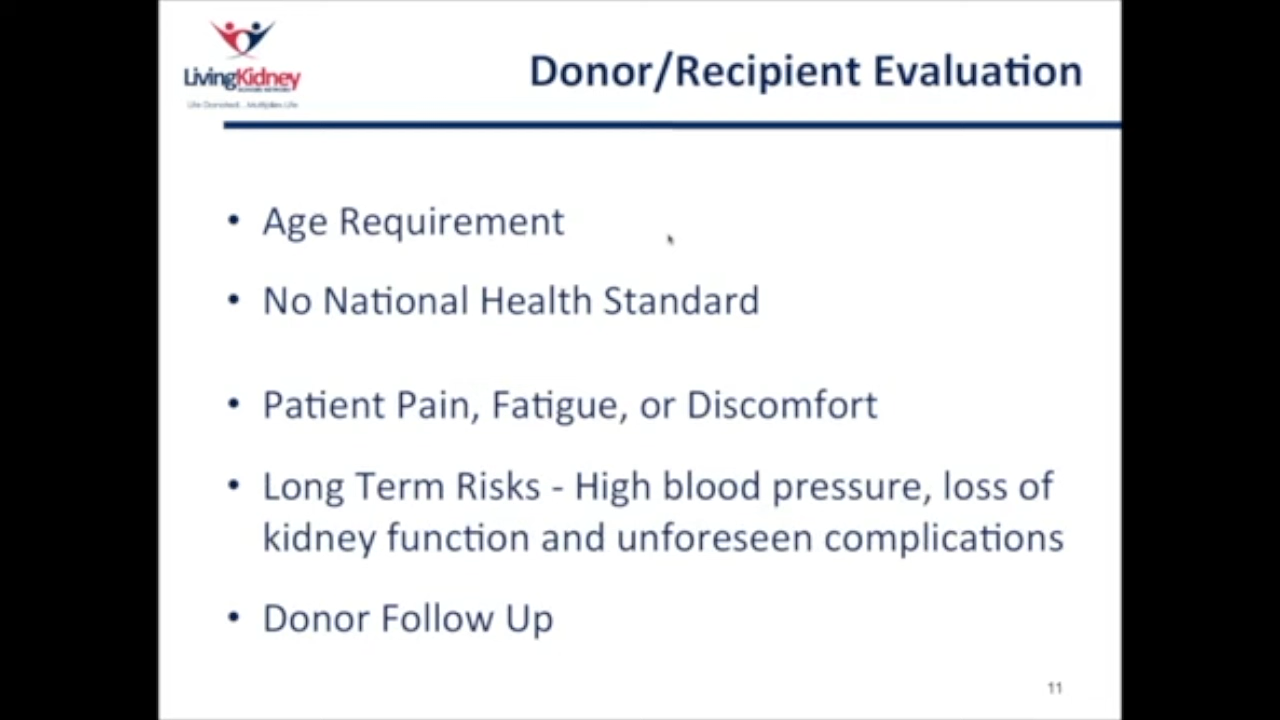 LivingKidney
Donor/Recipient Evaluation
• Age Requirement
• No National Health Standard
• Patient Pain, Fatigue, or Discomfort
• Long Term Risks - High blood pressure, loss of
kidney function and unforeseen complications
• Donor Follow Up
11